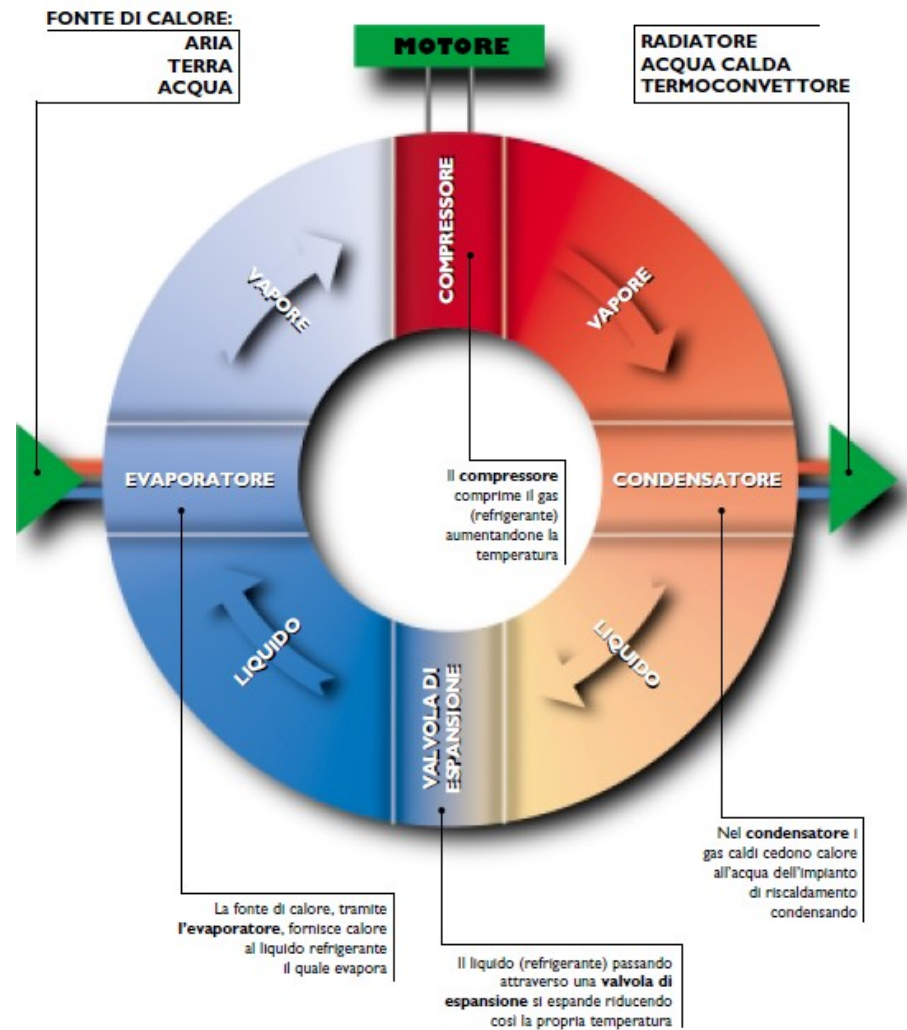 FONTE DI CALORE:
ARIA
TERRA
ACQUA
MOTORE
RADIATORE
ACQUA CALDA
TERMOCONVETTORE
COMPRESSORE
VAPORE
VAPORE
EVAPORATORE
Il compressore
comprime il gas
(refrigerante)
aumentandone la
temperatura
CONDENSATORE
LIQUIDO
VALVOLA DI
ESPANSIONE
LIQUIDO
Nel condensatore i
gas caldi cedono calore
all'acqua dell'impianto
di riscaldamento
condensando
La fonte di calore, tramite
l'evaporatore, fornisce calore
al liquido refrigerante
il quale evapora
Il liquido (refrigerante) passando
attraverso una valvola di
espansione si espande riducendo
così la propria temperatura